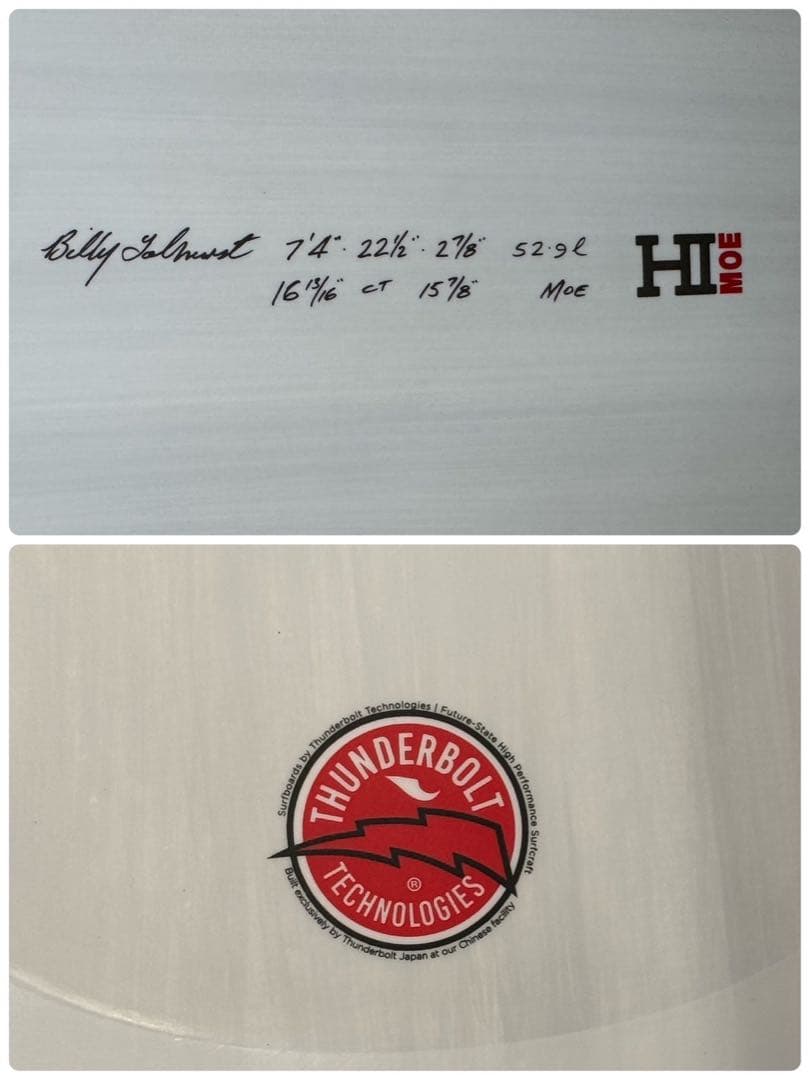 Billy Tolhurst 7'4" · 22½" · 2⅞" 52.9l
16 13/16" CT 15⅞" MOE
HI MOE
Surfboards by Thunderbolt Technologies | Future-State High Performance Surfcraft
THUNDERBOLT
TECHNOLOGIES
®
Built exclusively by Thunderbolt Japan at our Chinese facility